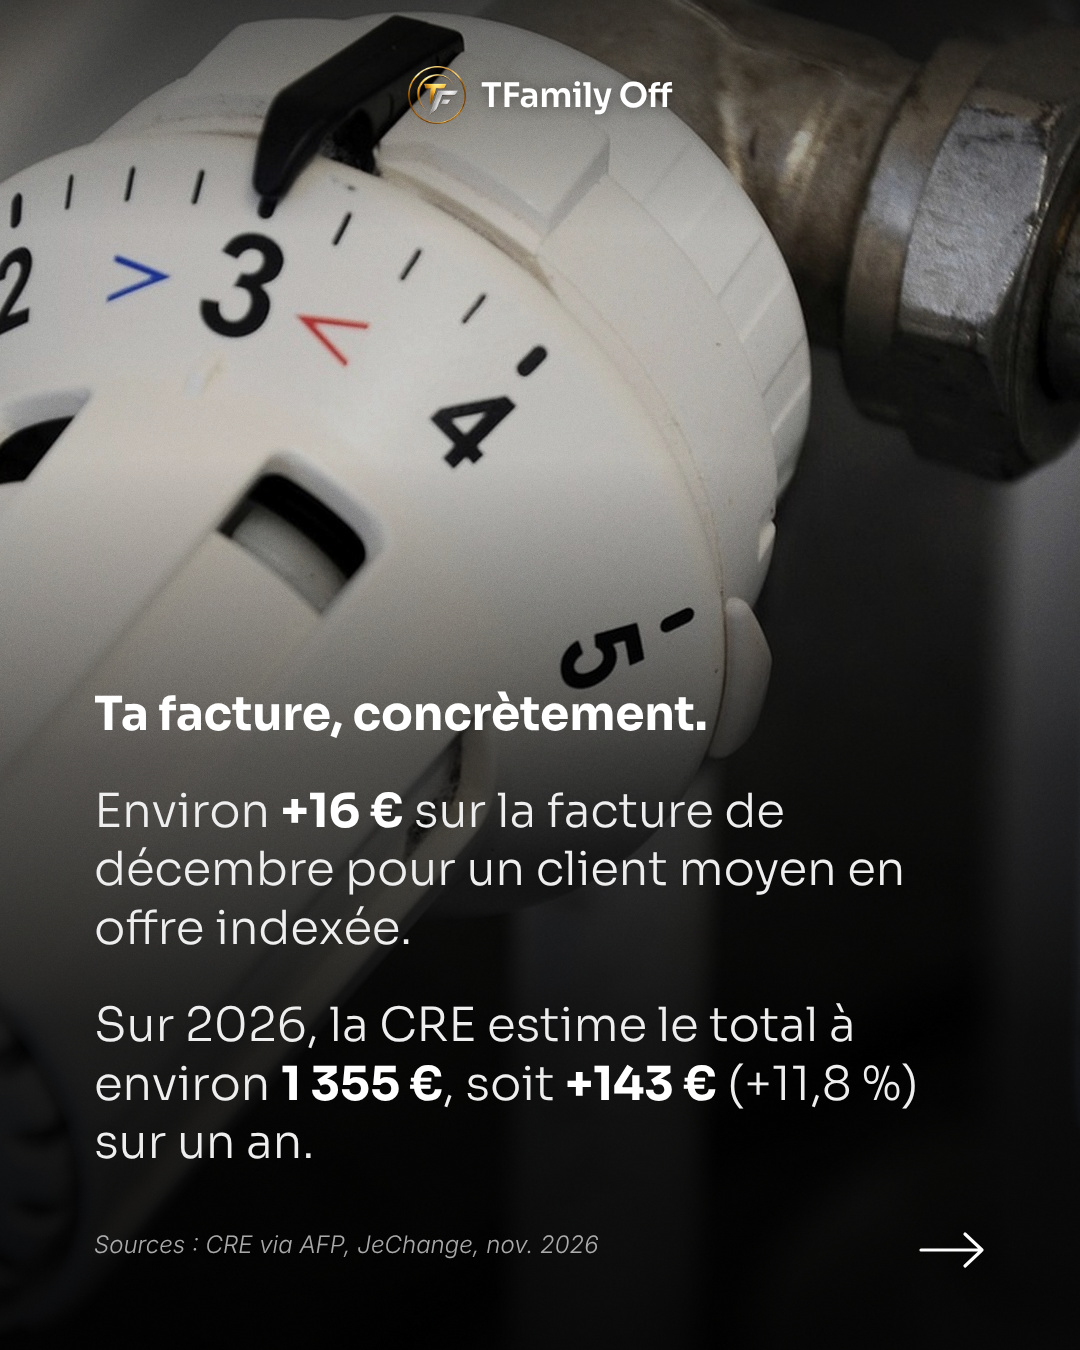 TF TFamily Off
2 > 3 < 4
5
Ta facture, concrètement.
Environ +16 € sur la facture de
décembre pour un client moyen en
offre indexée.
Sur 2026, la CRE estime le total à
environ 1 355 €, soit +143 € (+11,8 %)
sur un an.
Sources : CRE via AFP, JeChange, nov. 2026